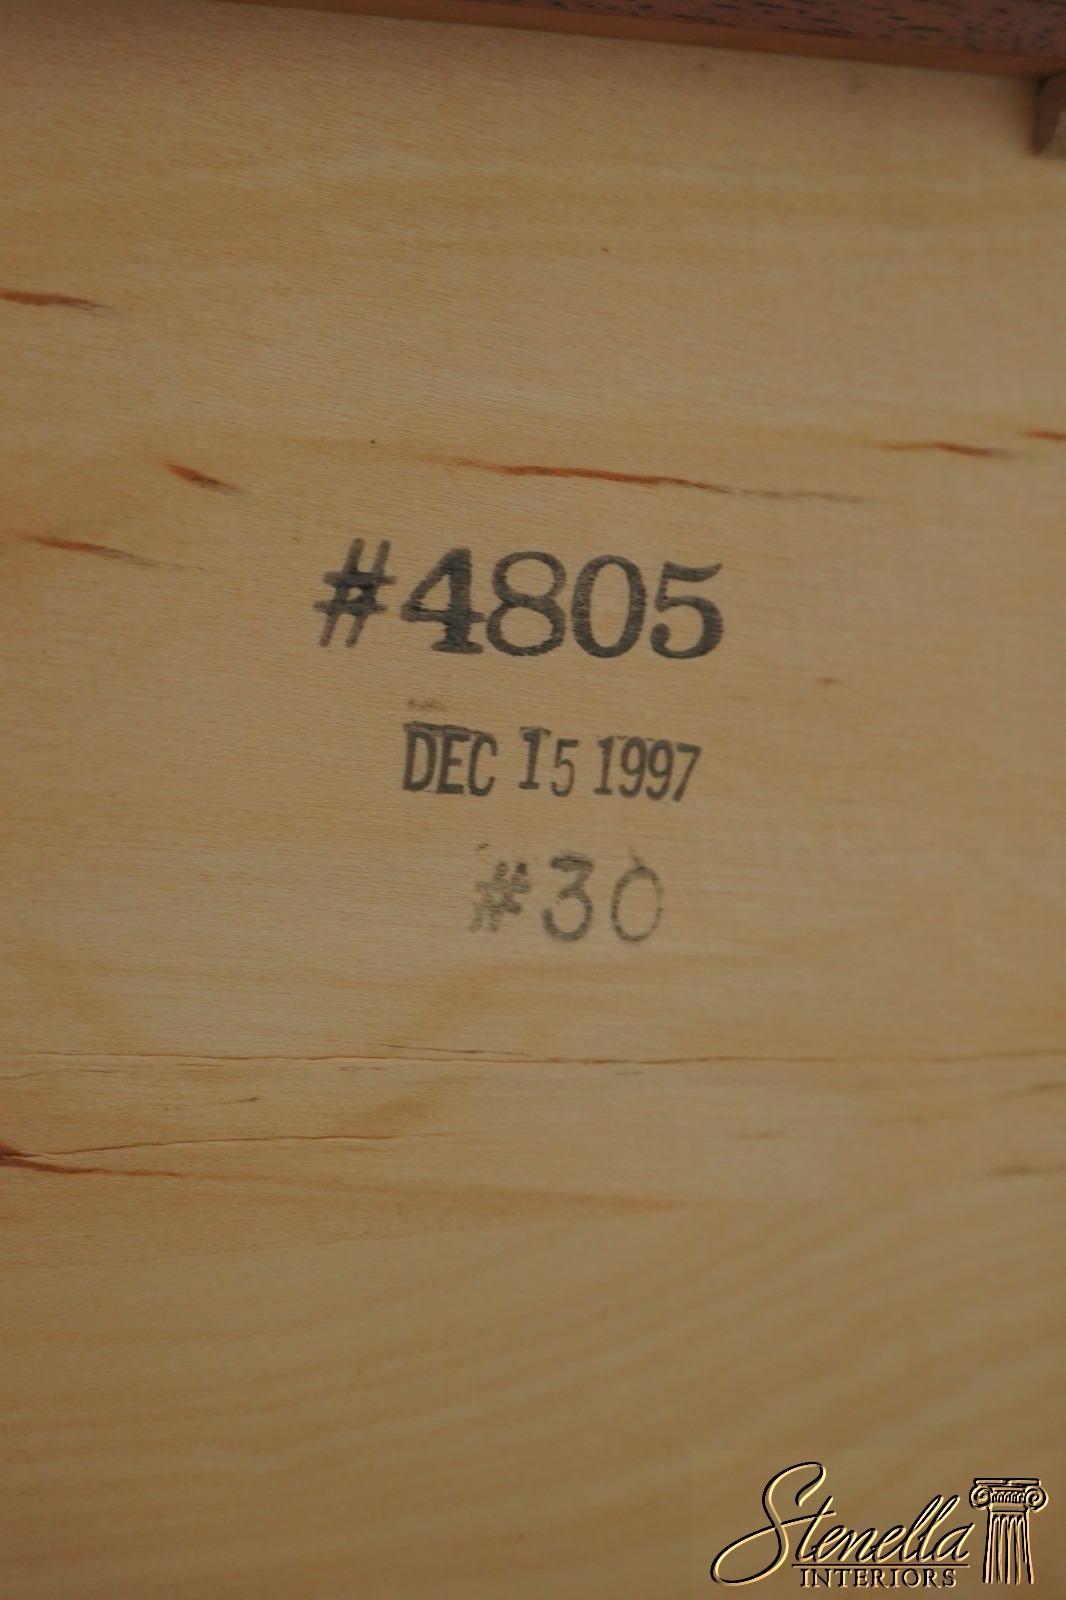 #4805
DEC 15 1997
#30
Stenella
INTERIORS